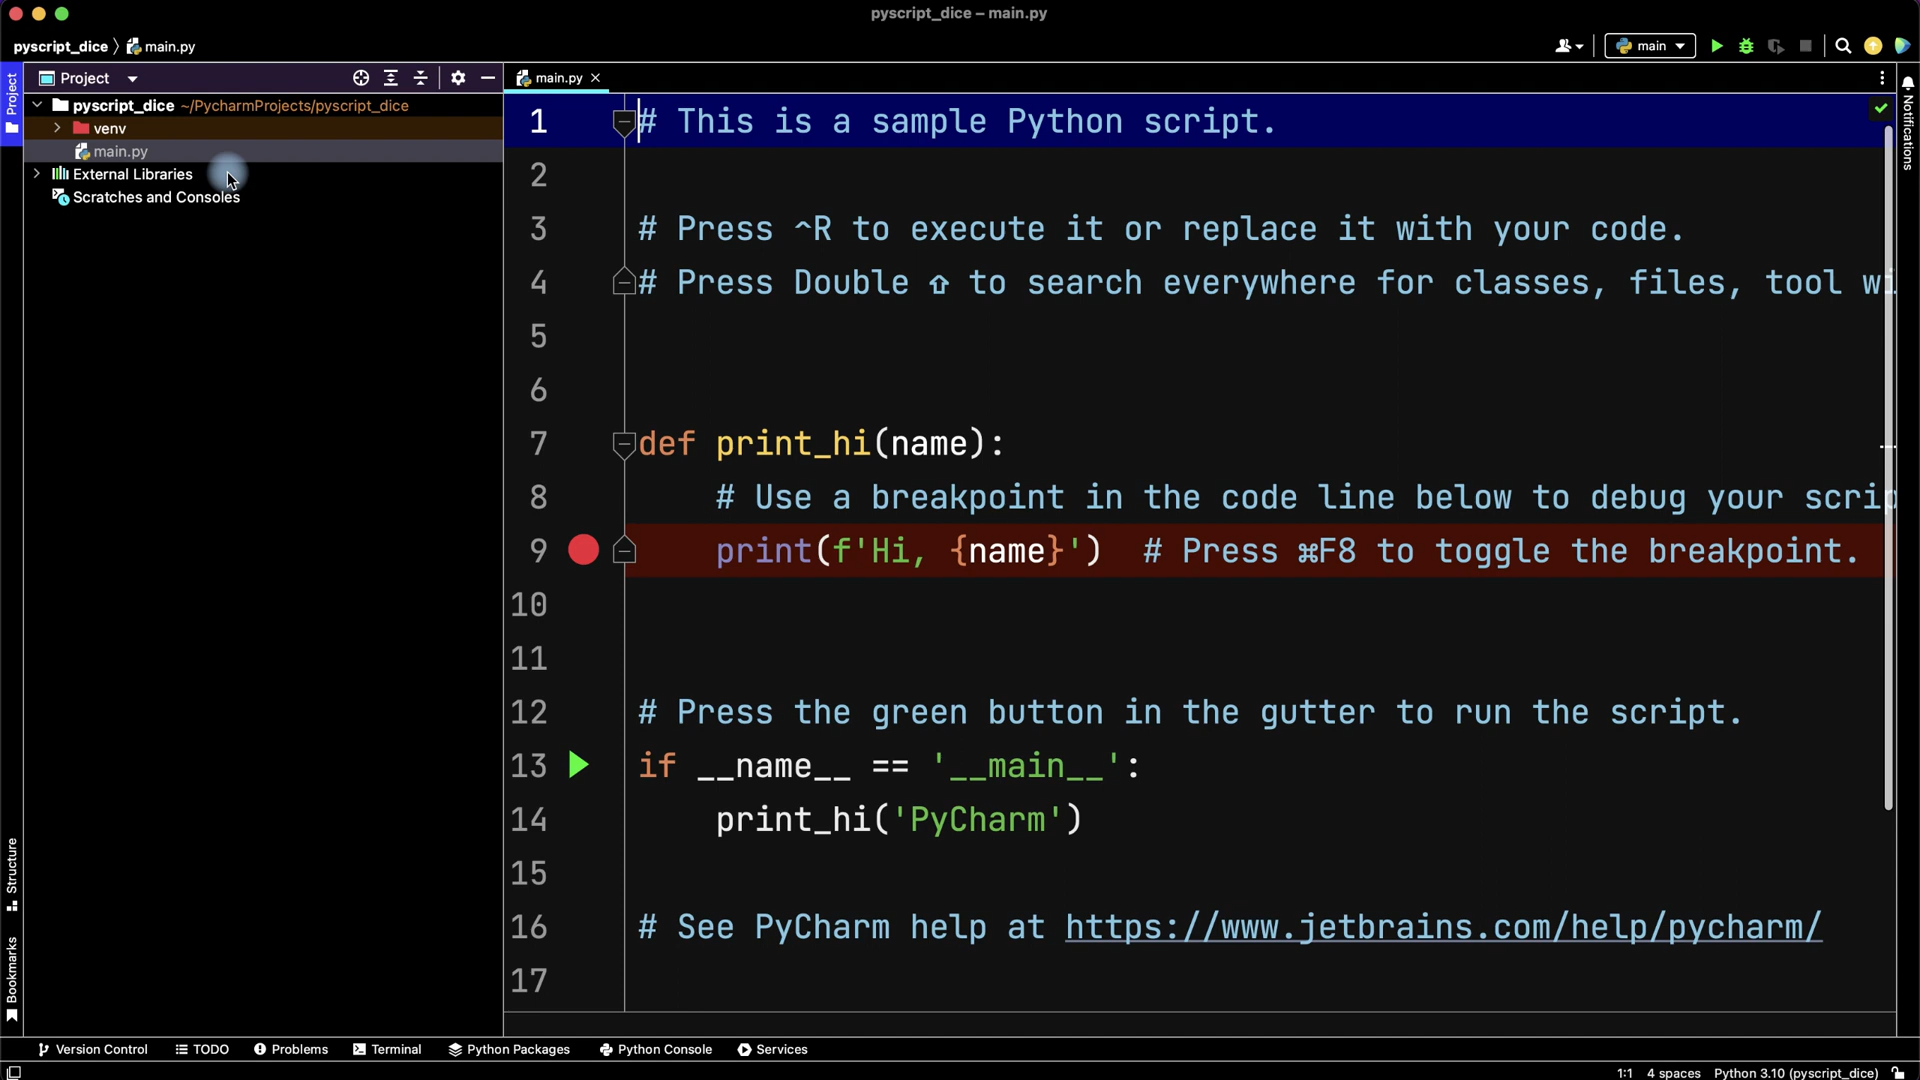 pyscript_dice – main.py
pyscript_dice 〉 main.py
main
Project
main.py
Project
Notifications
pyscript_dice ~/PycharmProjects/pyscript_dice
venv
main.py
External Libraries
Scratches and Consoles
1 # This is a sample Python script.
2
3 # Press ^R to execute it or replace it with your code.
4 # Press Double ⇧ to search everywhere for classes, files, tool wi
5
6
7 def print_hi(name):
8 # Use a breakpoint in the code line below to debug your scrip
9 print(f'Hi, {name}') # Press ⌘F8 to toggle the breakpoint.
10
11
12 # Press the green button in the gutter to run the script.
13 if __name__ == '__main__':
14 print_hi('PyCharm')
15
16 # See PyCharm help at https://www.jetbrains.com/help/pycharm/
17
Structure
Bookmarks
Version Control TODO Problems Terminal Python Packages Python Console Services
1:1 4 spaces Python 3.10 (pyscript_dice)